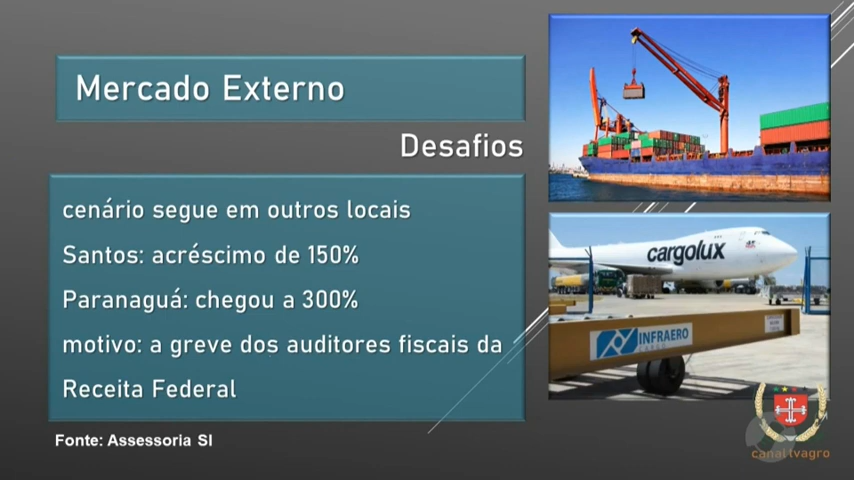 Mercado Externo
Desafios
cenário segue em outros locais
Santos: acréscimo de 150%
Paranaguá: chegou a 300%
motivo: a greve dos auditores fiscais da
Receita Federal
Fonte: Assessoria SI
cargolux
INFRAERO
CARGO
canaltvagro